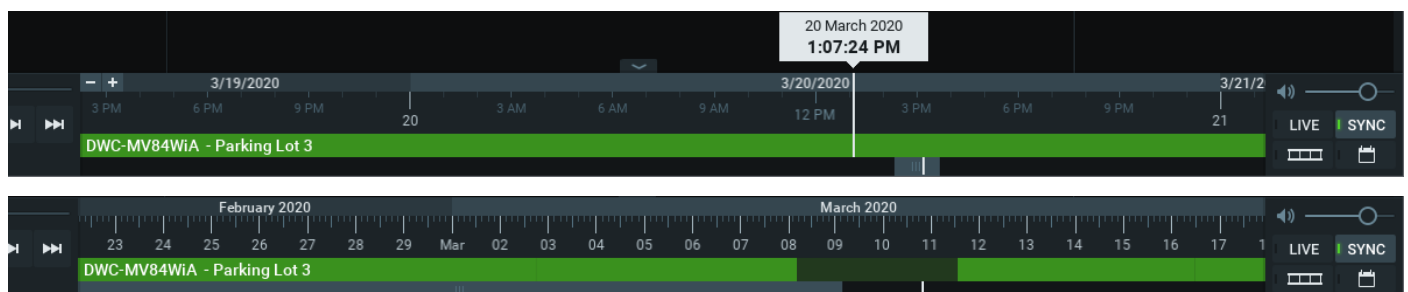 20 March 2020
1:07:24 PM
− + 3/19/2020 3/20/2020 3/21/2
3 PM 6 PM 9 PM 20 3 AM 6 AM 9 AM 12 PM 3 PM 6 PM 9 PM 21
LIVE SYNC
DWC-MV84WiA - Parking Lot 3
February 2020 March 2020
23 24 25 26 27 28 29 Mar 02 03 04 05 06 07 08 09 10 11 12 13 14 15 16 17 1
LIVE SYNC
DWC-MV84WiA - Parking Lot 3